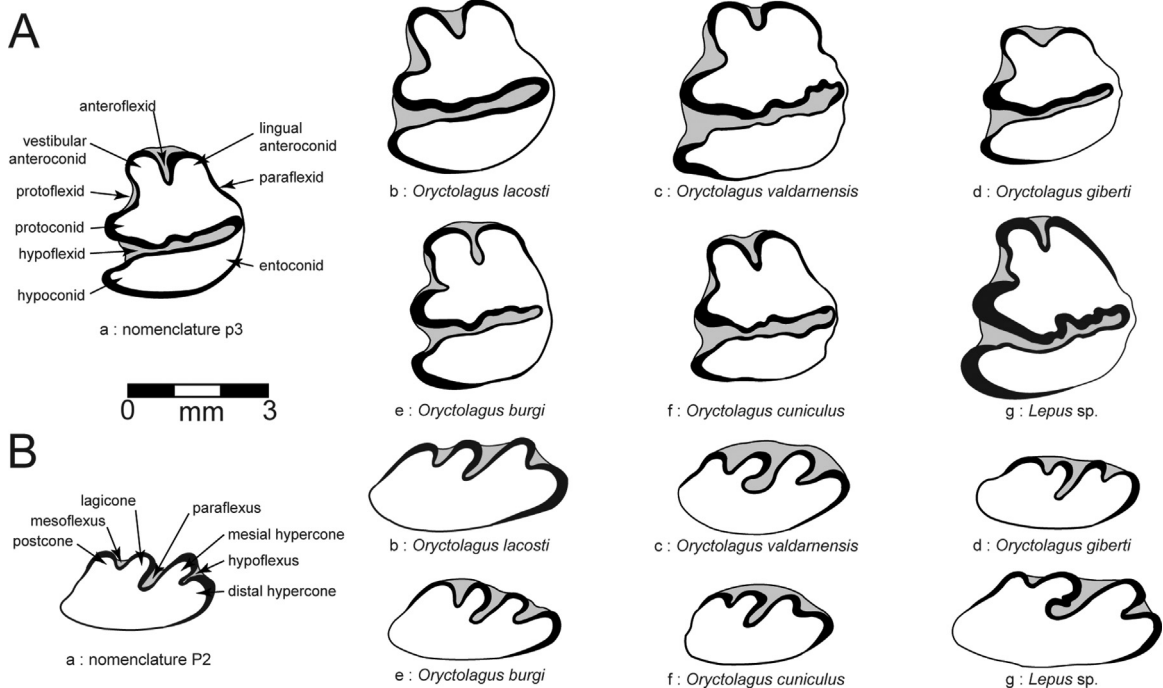 A
anteroflexid
vestibular
anteroconid
lingual
anteroconid
protoflexid
paraflexid
protoconid
hypoflexid
entoconid
hypoconid
a : nomenclature p3
b : Oryctolagus lacosti
c : Oryctolagus valdarnensis
d : Oryctolagus giberti
e : Oryctolagus burgi
f : Oryctolagus cuniculus
g : Lepus sp.
0 mm 3
B
lagicone
paraflexus
mesoflexus
mesial hypercone
postcone
hypoflexus
distal hypercone
a : nomenclature P2
b : Oryctolagus lacosti
c : Oryctolagus valdarnensis
d : Oryctolagus giberti
e : Oryctolagus burgi
f : Oryctolagus cuniculus
g : Lepus sp.